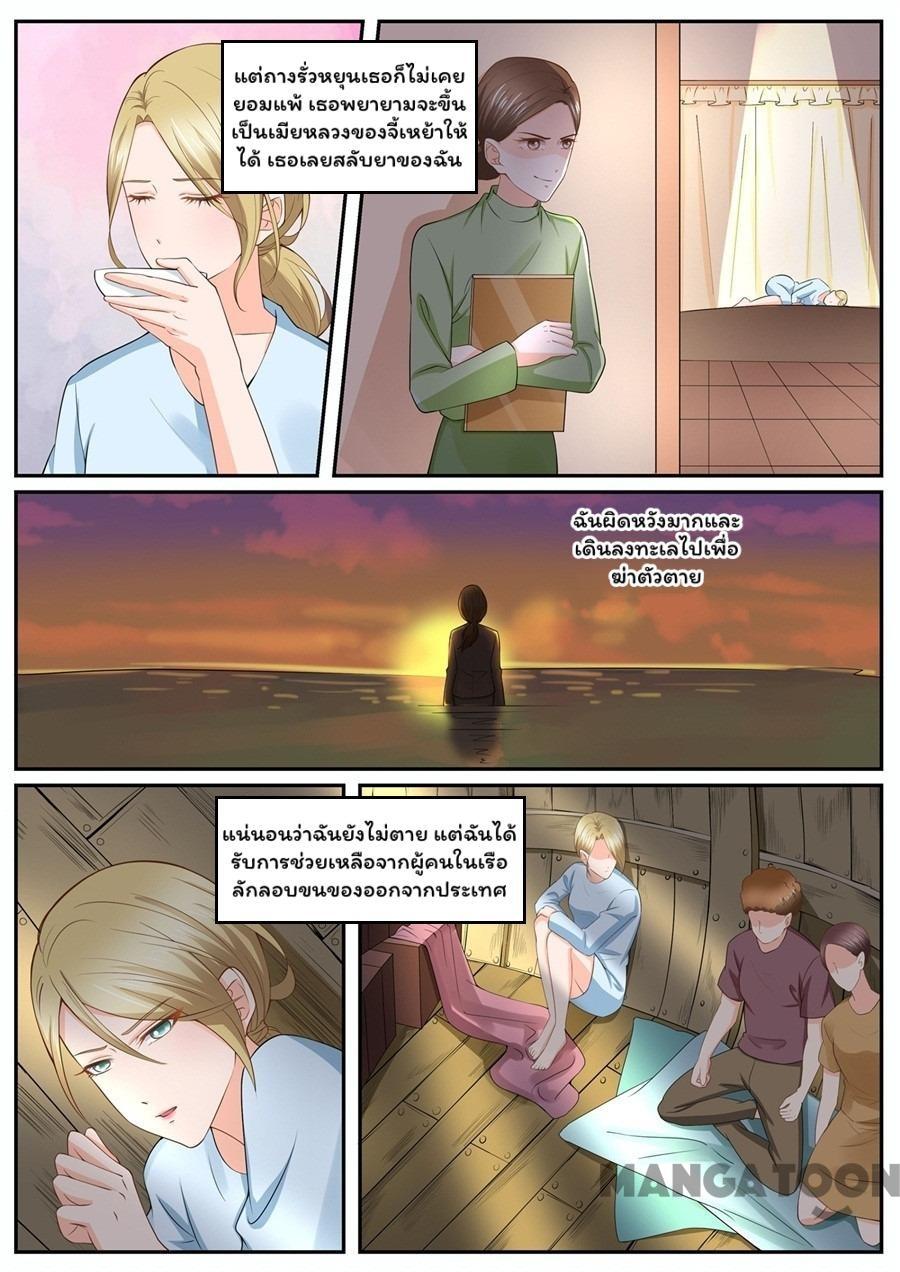 แต่ถางรั่วหยุนเธอก็ไม่เคย
ยอมแพ้ เธอพยายามจะขึ้น
เป็นเมียหลวงของจี้เหย้าให้
ได้ เธอเลยสลับยาของฉัน
ฉันผิดหวังมากและ
เดินลงทะเลไปเพื่อ
ฆ่าตัวตาย
แน่นอนว่าฉันยังไม่ตาย แต่ฉันได้
รับการช่วยเหลือจากผู้คนในเรือ
ลักลอบขนของออกจากประเทศ
MANGATOON